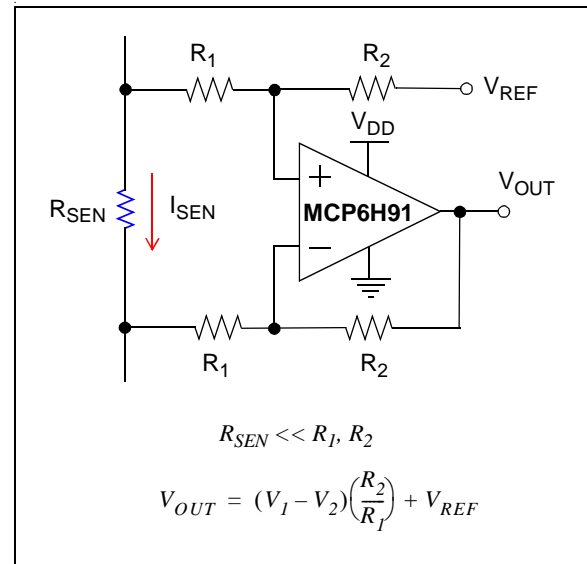 R1 R2
VREF
VDD
VOUT
+
RSEN ISEN MCP6H91
−
R1 R2
RSEN << R1, R2
VOUT = (V1 – V2)(R2/R1) + VREF